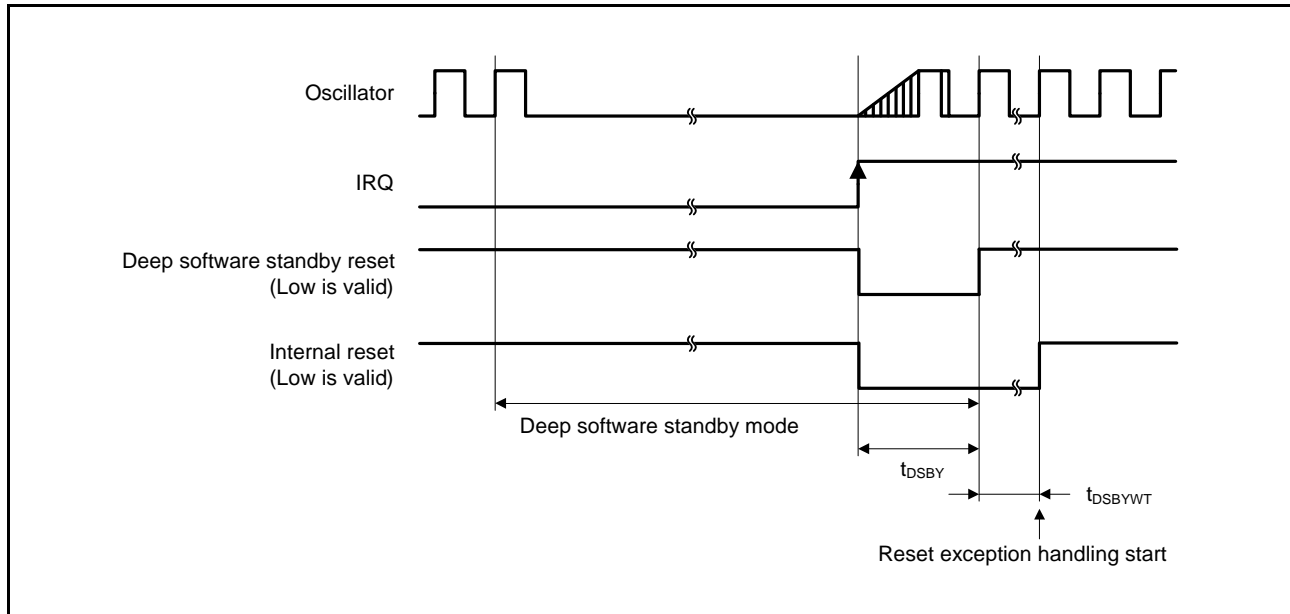 Oscillator
IRQ
Deep software standby reset
(Low is valid)
Internal reset
(Low is valid)
Deep software standby mode
tDSBY
tDSBYWT
Reset exception handling start